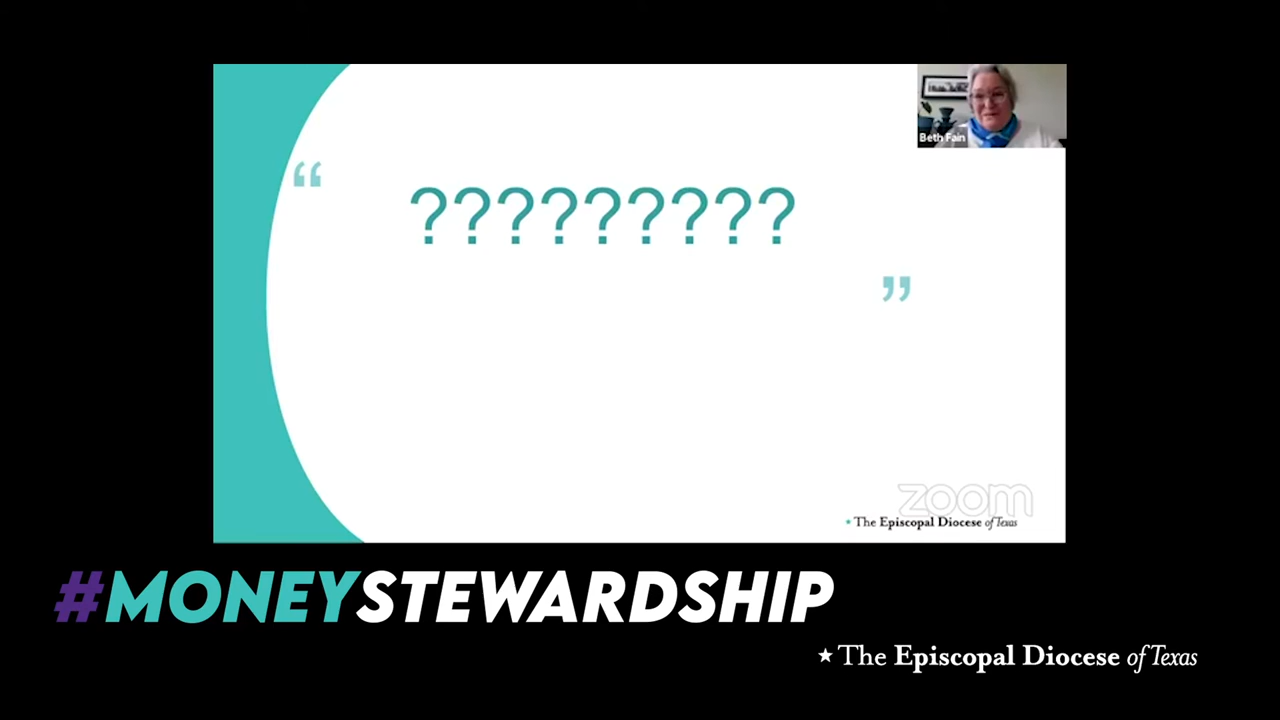 Beth Fain
“
?????????
”
zoom
The Episcopal Diocese of Texas
#MONEYSTEWARDSHIP
The Episcopal Diocese of Texas